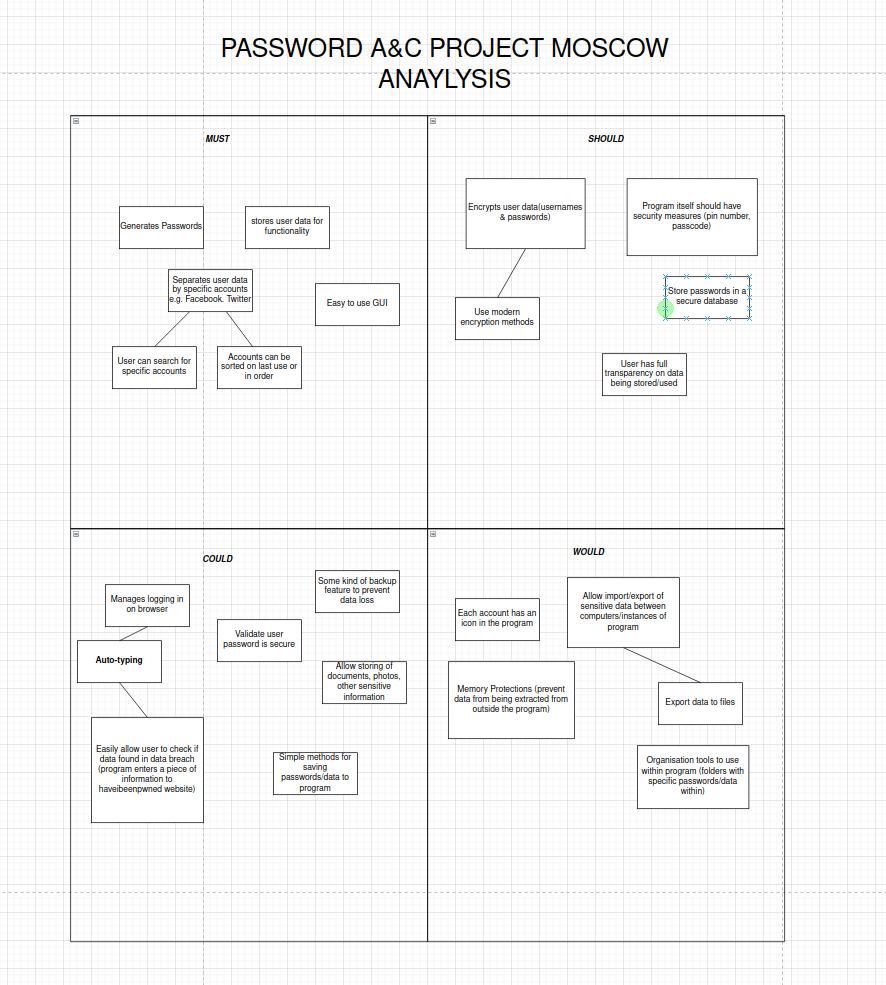 PASSWORD A&C PROJECT MOSCOW
ANAYLYSIS
MUST
Generates Passwords
stores user data for
functionality
Separates user data
by specific accounts
e.g. Facebook. Twitter
Easy to use GUI
User can search for
specific accounts
Accounts can be
sorted on last use or
in order
SHOULD
Encrypts user data(usernames
& passwords)
Program itself should have
security measures (pin number,
passcode)
Store passwords in a
secure database
Use modern
encryption methods
User has full
transparency on data
being stored/used
COULD
Some kind of backup
feature to prevent
data loss
Manages logging in
on browser
Validate user
password is secure
Auto-typing
Allow storing of
documents, photos,
other sensitive
information
Easily allow user to check if
data found in data breach
(program enters a piece of
information to
haveibeenpwned website)
Simple methods for
saving
passwords/data to
program
WOULD
Each account has an
icon in the program
Allow import/export of
sensitive data between
computers/instances of
program
Memory Protections (prevent
data from being extracted from
outside the program)
Export data to files
Organisation tools to use
within program (folders with
specific passwords/data
within)